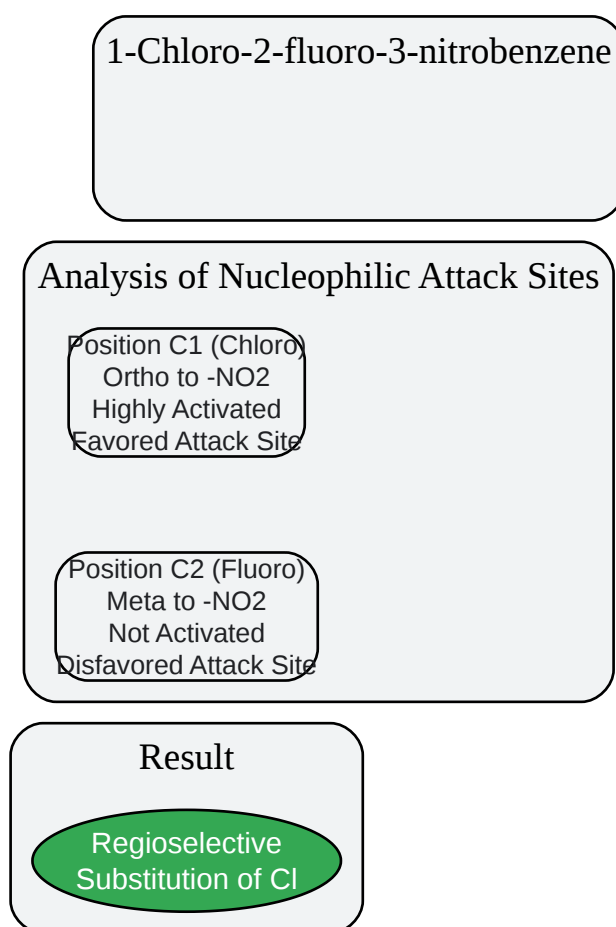 1-Chloro-2-fluoro-3-nitrobenzene
Analysis of Nucleophilic Attack Sites
Position C1 (Chloro)
Ortho to -NO2
Highly Activated
Favored Attack Site
Position C2 (Fluoro)
Meta to -NO2
Not Activated
Disfavored Attack Site
Result
Regioselective
Substitution of Cl